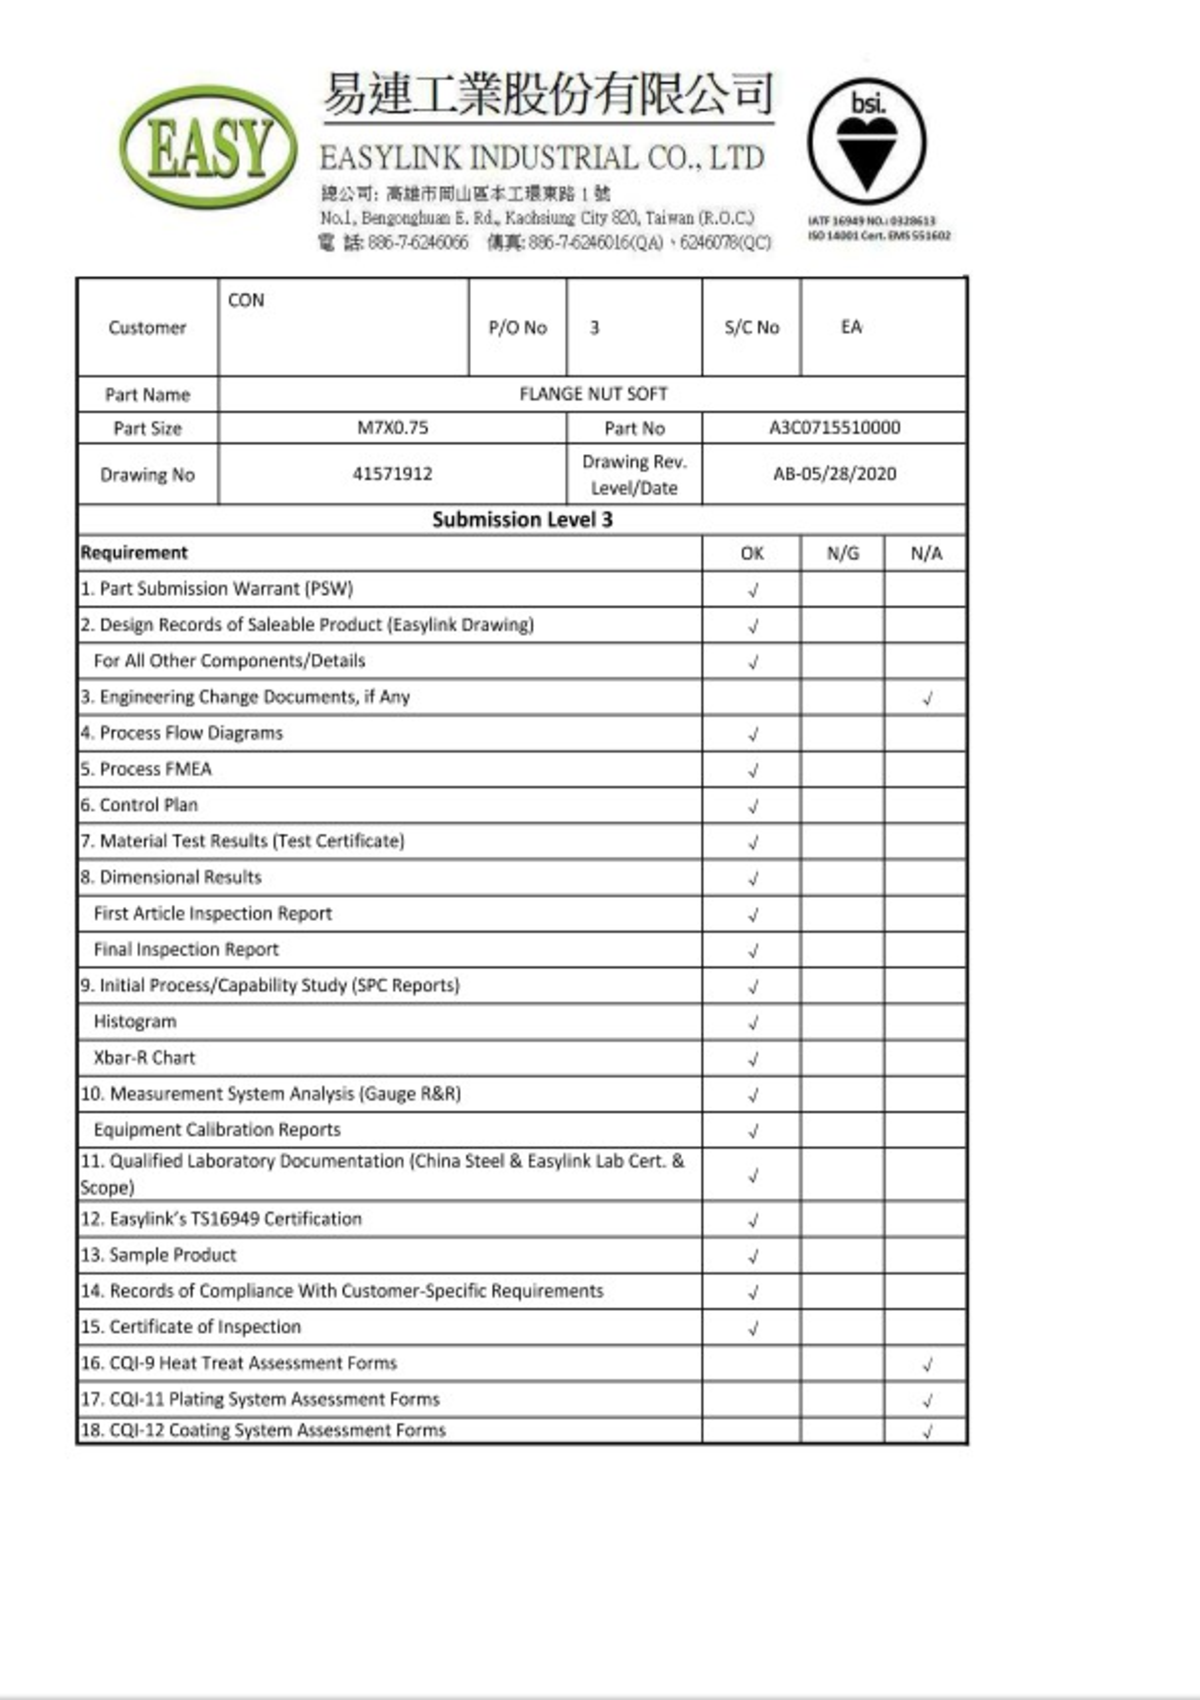 易連工業股份有限公司
EASY
EASYLINK INDUSTRIAL CO., LTD
總公司: 高雄市岡山區本工環東路 1 號
No.1, Bengonghuan E. Rd., Kaohsiung City 820, Taiwan (R.O.C.)
電 話: 886-7-6246066 傳真: 886-7-6246016(QA)、6246078(QC)
bsi.
IATF 16949 NO.: 0328613
ISO 14001 Cert. EMS 551602
Customer CON P/O No 3 S/C No EA
Part Name FLANGE NUT SOFT
Part Size M7X0.75 Part No A3C0715510000
Drawing No 41571912 Drawing Rev. Level/Date AB-05/28/2020
Submission Level 3
Requirement OK N/G N/A
1. Part Submission Warrant (PSW) √
2. Design Records of Saleable Product (Easylink Drawing) √
For All Other Components/Details √
3. Engineering Change Documents, if Any √
4. Process Flow Diagrams √
5. Process FMEA √
6. Control Plan √
7. Material Test Results (Test Certificate) √
8. Dimensional Results √
First Article Inspection Report √
Final Inspection Report √
9. Initial Process/Capability Study (SPC Reports) √
Histogram √
Xbar-R Chart √
10. Measurement System Analysis (Gauge R&R) √
Equipment Calibration Reports √
11. Qualified Laboratory Documentation (China Steel & Easylink Lab Cert. &
Scope) √
12. Easylink's TS16949 Certification √
13. Sample Product √
14. Records of Compliance With Customer-Specific Requirements √
15. Certificate of Inspection √
16. CQI-9 Heat Treat Assessment Forms √
17. CQI-11 Plating System Assessment Forms √
18. CQI-12 Coating System Assessment Forms √